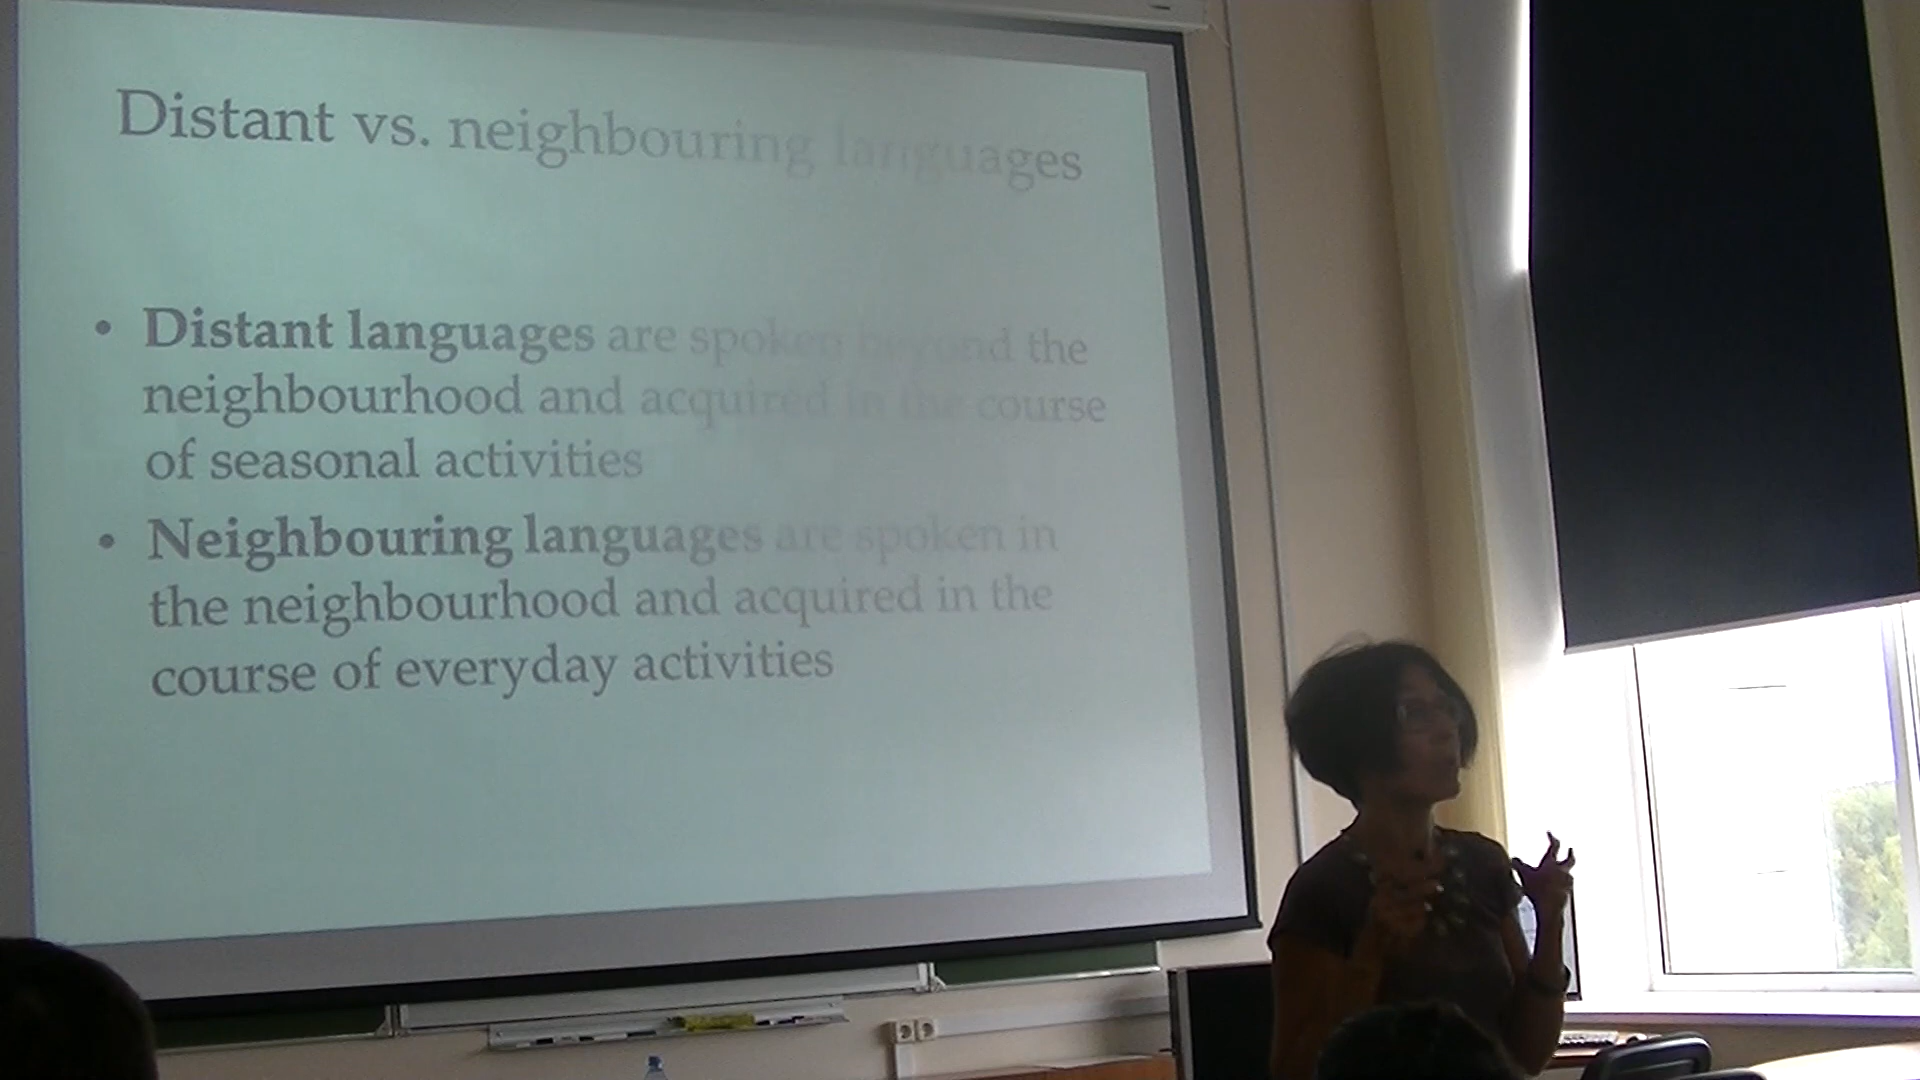 Distant vs. neighbouring languages
• Distant languages are spoken beyond the
neighbourhood and acquired in the course
of seasonal activities
• Neighbouring languages are spoken in
the neighbourhood and acquired in the
course of everyday activities